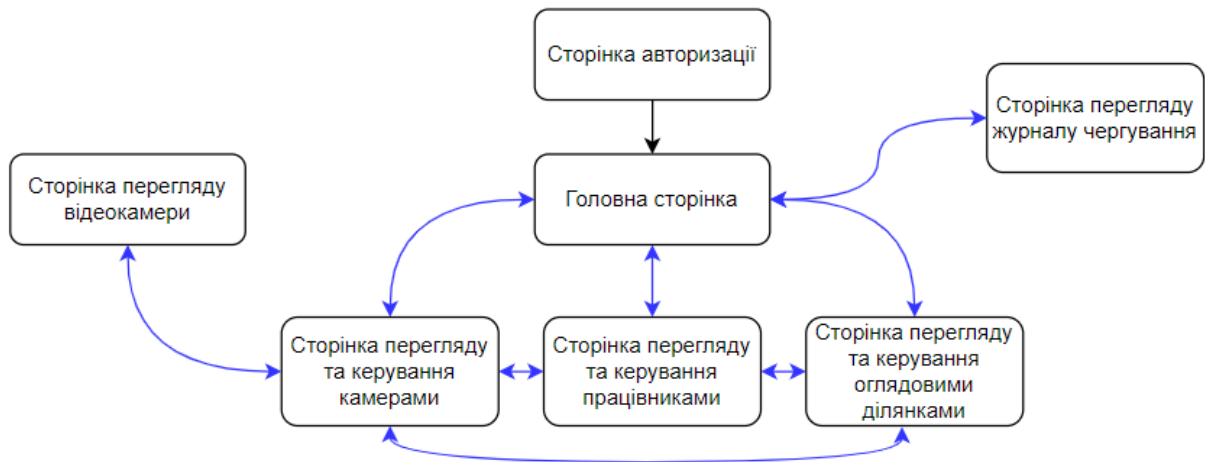 Сторінка авторизації
Сторінка перегляду
журналу чергування
Сторінка перегляду
відеокамери
Головна сторінка
Сторінка перегляду
та керування
камерами
Сторінка перегляду
та керування
працівниками
Сторінка перегляду
та керування
оглядовими
ділянками